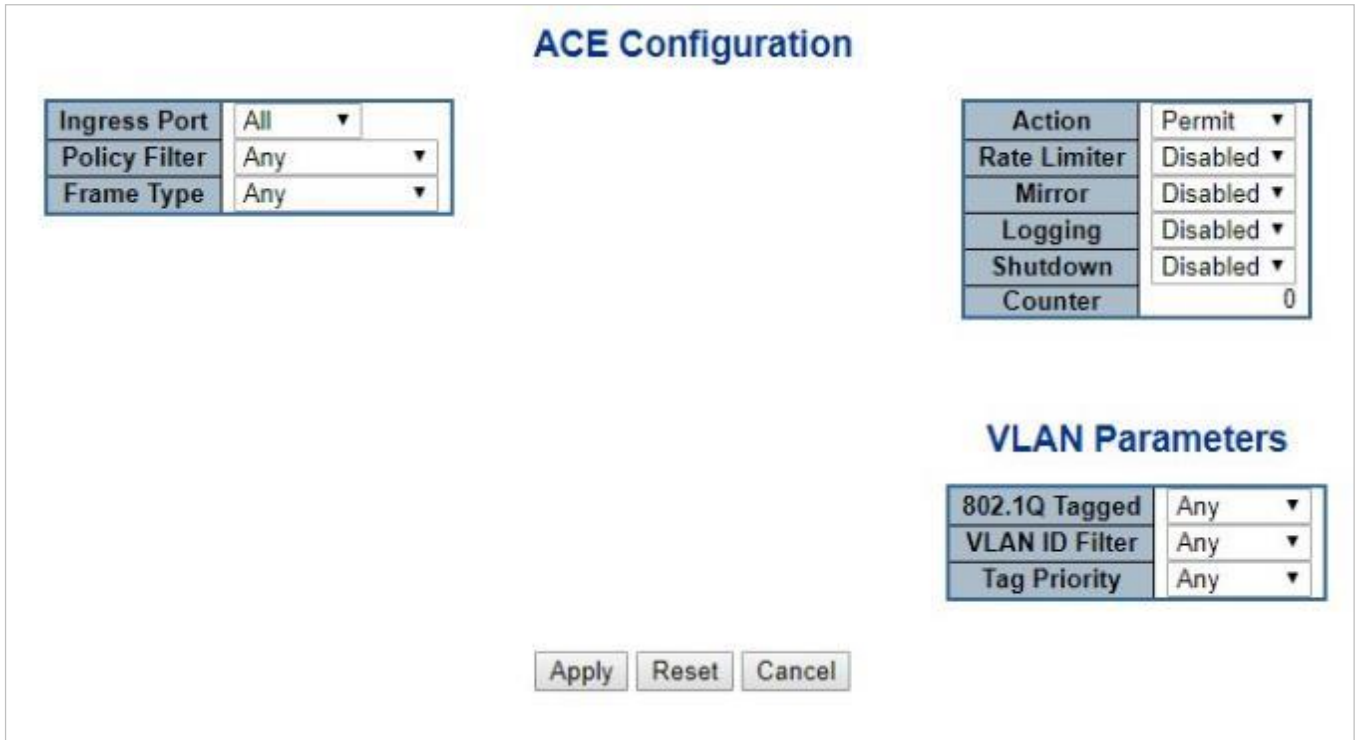 ACE Configuration
Ingress Port All
Policy Filter Any
Frame Type Any
Action Permit
Rate Limiter Disabled
Mirror Disabled
Logging Disabled
Shutdown Disabled
Counter 0
VLAN Parameters
802.1Q Tagged Any
VLAN ID Filter Any
Tag Priority Any
Apply Reset Cancel